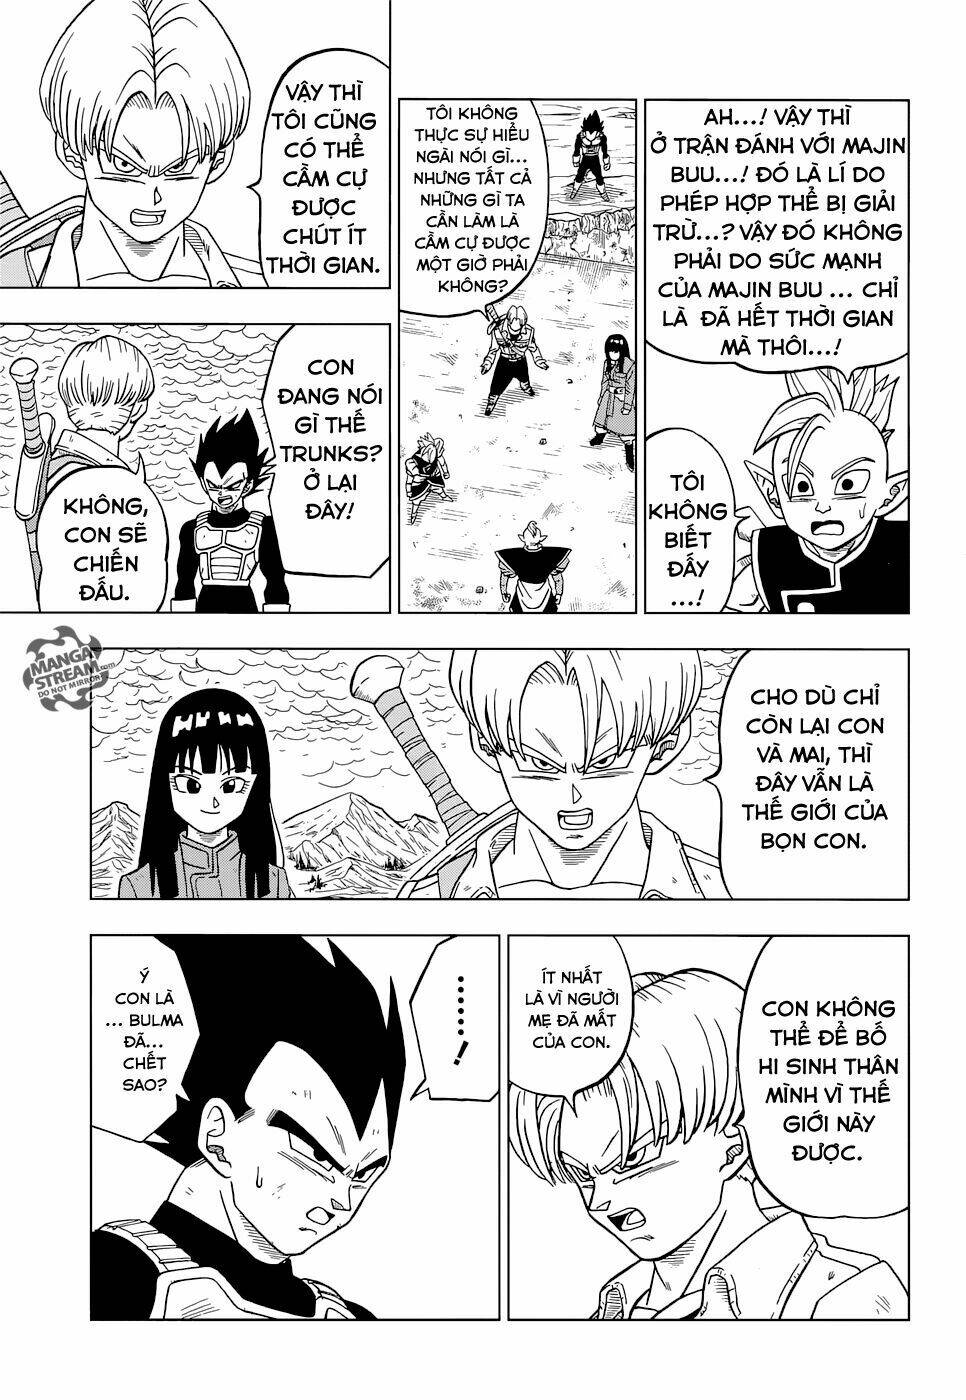 AH...! VẬY THÌ
Ở TRẬN ĐÁNH VỚI MAJIN
BUU...! ĐÓ LÀ LÍ DO
PHÉP HỢP THỂ BỊ GIẢI
TRỪ...? VẬY ĐÓ KHÔNG
PHẢI DO SỨC MẠNH
CỦA MAJIN BUU ... CHỈ
LÀ ĐÃ HẾT THỜI GIAN
MÀ THÔI...!
TÔI
KHÔNG
BIẾT
ĐẤY
...!
TÔI KHÔNG
THỰC SỰ HIỂU
NGÀI NÓI GÌ...
NHƯNG TẤT CẢ
NHỮNG GÌ TA
CẦN LÀM LÀ
CẦM CỰ ĐƯỢC
MỘT GIỜ PHẢI
KHÔNG?
VẬY THÌ
TÔI CŨNG
CÓ THỂ
CẦM CỰ
ĐƯỢC
CHÚT ÍT
THỜI GIAN.
CON
ĐANG NÓI
GÌ THẾ
TRUNKS?
Ở LẠI
ĐÂY!
KHÔNG,
CON SẼ
CHIẾN
ĐẤU.
MANGA
STREAM.com
DO NOT MIRROR!
CHO DÙ CHỈ
CÒN LẠI CON
VÀ MAI, THÌ
ĐÂY VẪN LÀ
THẾ GIỚI CỦA
BỌN CON.
CON KHÔNG
THỂ ĐỂ BỐ
HI SINH THÂN
MÌNH VÌ THẾ
GIỚI NÀY
ĐƯỢC.
ÍT NHẤT
LÀ VÌ NGƯỜI
MẸ ĐÃ MẤT
CỦA CON.
......!
Ý
CON LÀ
... BULMA
ĐÃ...
CHẾT
SAO?